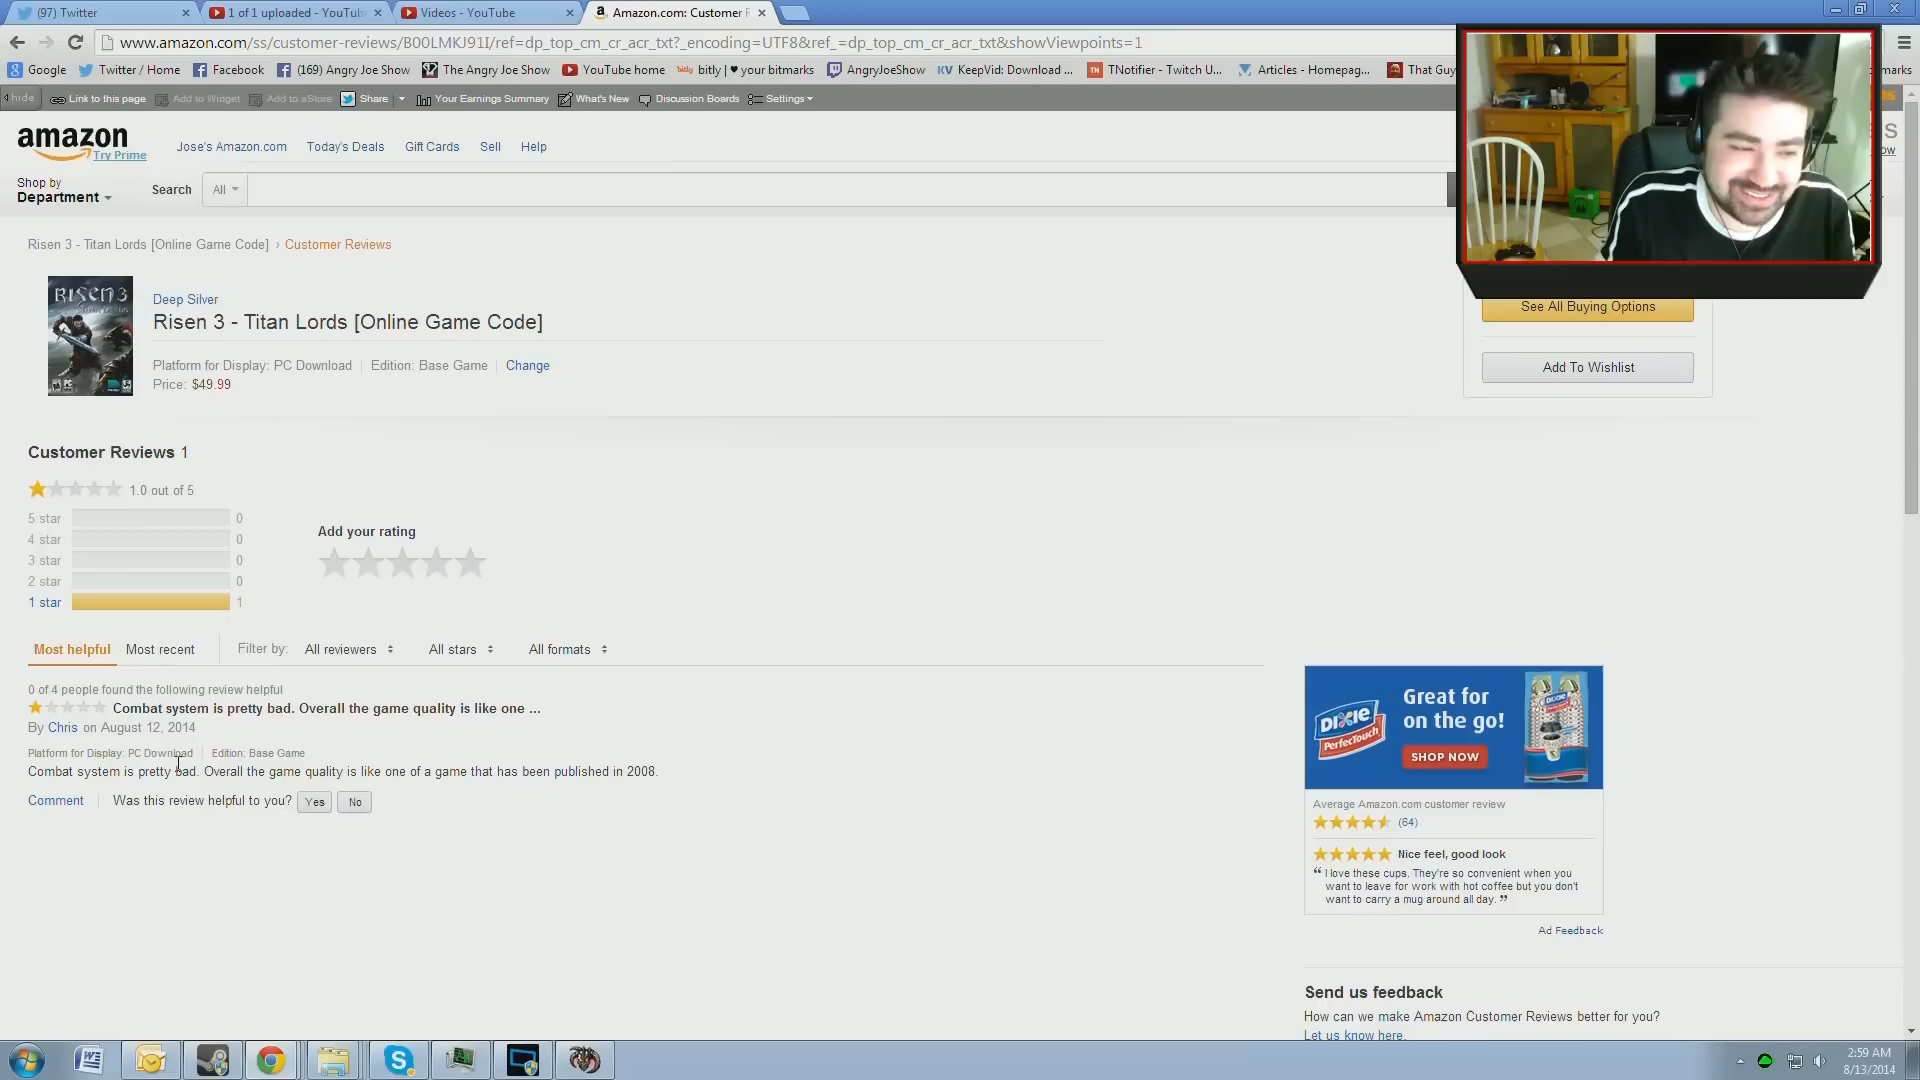 (97) Twitter
1 of 1 uploaded - YouTub
Videos - YouTube
Amazon.com: Customer F
www.amazon.com/ss/customer-reviews/B00LMKJ91I/ref=dp_top_cm_cr_acr_txt?_encoding=UTF8&ref_=dp_top_cm_cr_acr_txt&showViewpoints=1
Google
Twitter / Home
Facebook
(169) Angry Joe Show
The Angry Joe Show
YouTube home
bitly | ♥ your bitmarks
AngryJoeShow
KV KeepVid: Download ...
TN TNotifier - Twitch U...
Articles - Homepag...
That Guy
marks
hide
Link to this page
Add to Widget
Add to aStore
Share
Your Earnings Summary
What's New
Discussion Boards
Settings
amazon
Try Prime
Jose's Amazon.com
Today's Deals
Gift Cards
Sell
Help
Shop by
Department
Search
All
Risen 3 - Titan Lords [Online Game Code] › Customer Reviews
RISEN 3
Deep Silver
Risen 3 - Titan Lords [Online Game Code]
Platform for Display: PC Download | Edition: Base Game | Change
Price: $49.99
See All Buying Options
Add To Wishlist
Customer Reviews 1
1.0 out of 5
5 star 0
4 star 0
3 star 0
2 star 0
1 star 1
Add your rating
Most helpful
Most recent
Filter by:
All reviewers
All stars
All formats
0 of 4 people found the following review helpful
Combat system is pretty bad. Overall the game quality is like one ...
By Chris on August 12, 2014
Platform for Display: PC Download | Edition: Base Game
Combat system is pretty bad. Overall the game quality is like one of a game that has been published in 2008.
Comment | Was this review helpful to you? Yes No
DIXIE
PerfecTouch
Great for
on the go!
SHOP NOW
Average Amazon.com customer review
(64)
Nice feel, good look
“ I love these cups. They're so convenient when you
want to leave for work with hot coffee but you don't
want to carry a mug around all day. ”
Ad Feedback
Send us feedback
How can we make Amazon Customer Reviews better for you?
Let us know here.
2:59 AM
8/13/2014